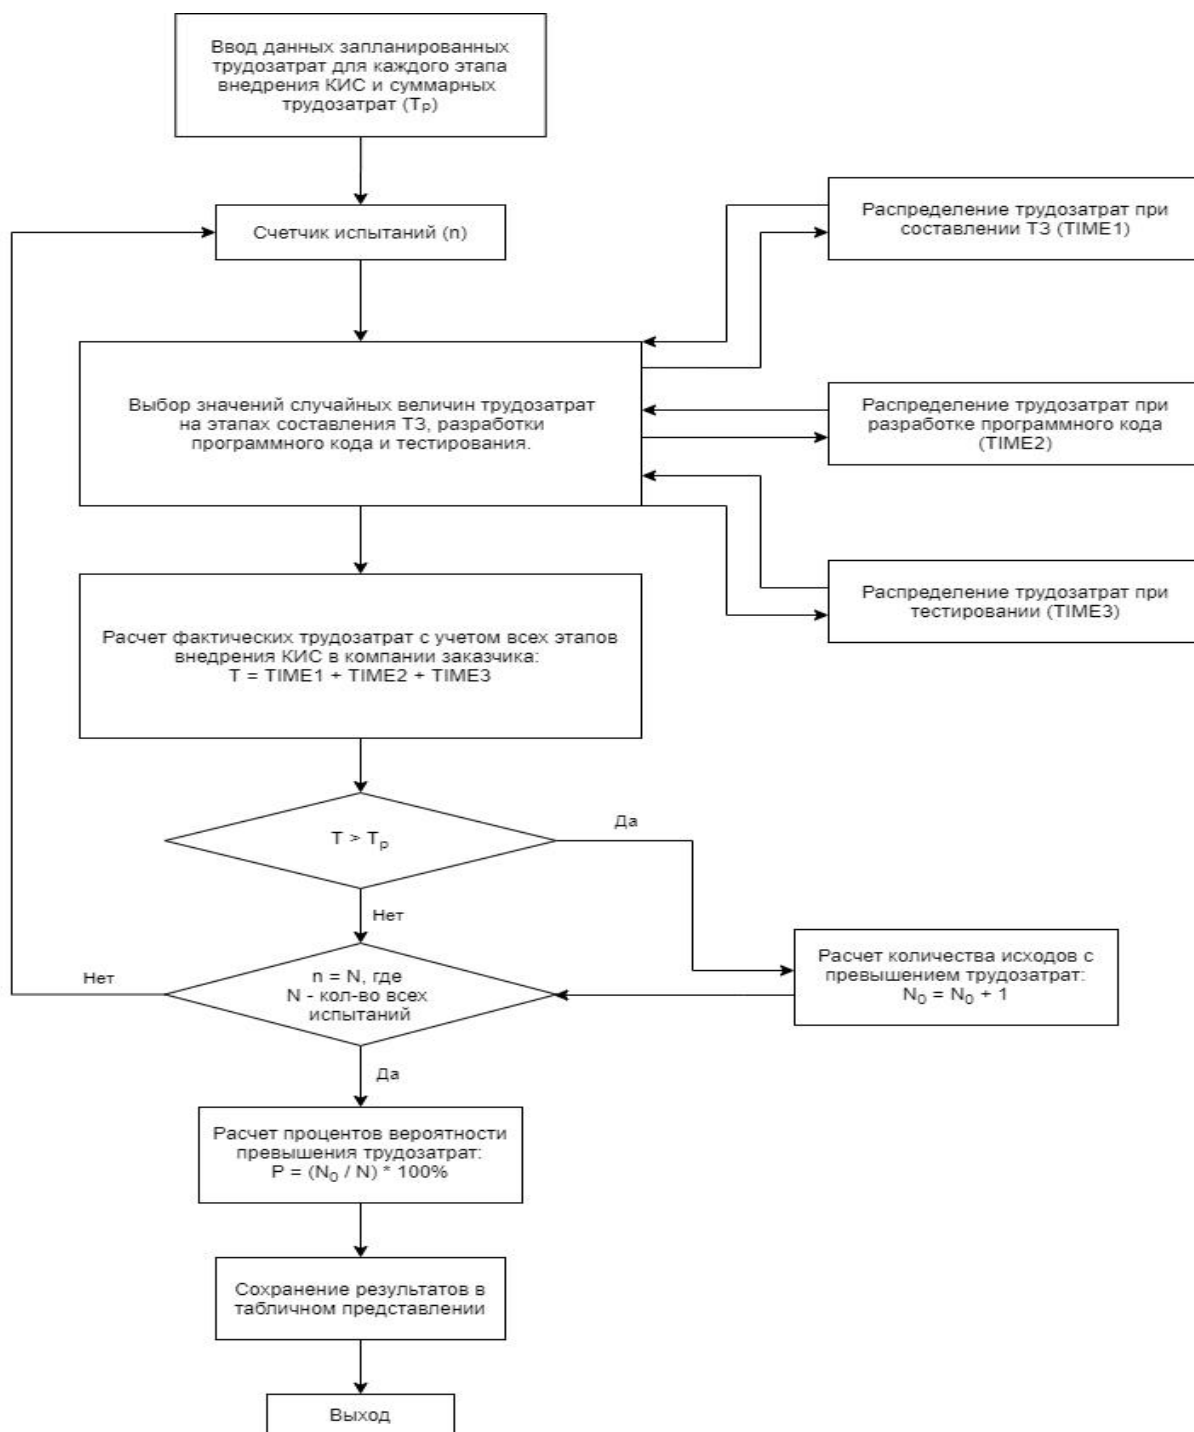 Ввод данных запланированных
трудозатрат для каждого этапа
внедрения КИС и суммарных
трудозатрат (Tₚ)
Счетчик испытаний (n)
Распределение трудозатрат при
составлении ТЗ (TIME1)
Выбор значений случайных величин трудозатрат
на этапах составления ТЗ, разработки
программного кода и тестирования.
Распределение трудозатрат при
разработке программного кода
(TIME2)
Распределение трудозатрат при
тестировании (TIME3)
Расчет фактических трудозатрат с учетом всех этапов
внедрения КИС в компании заказчика:
T = TIME1 + TIME2 + TIME3
T > Tₚ
Да
Нет
Расчет количества исходов с
превышением трудозатрат:
N₀ = N₀ + 1
n = N, где
N - кол-во всех
испытаний
Нет
Да
Расчет процентов вероятности
превышения трудозатрат:
P = (N₀ / N) * 100%
Сохранение результатов в
табличном представлении
Выход